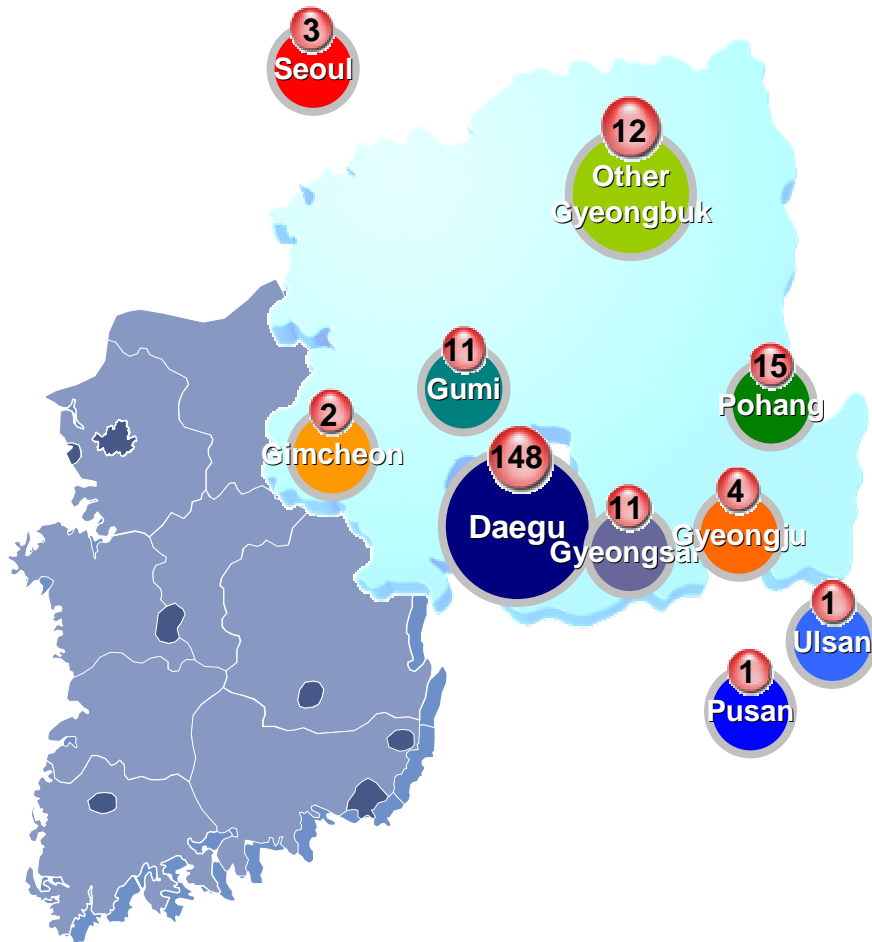 3
Seoul
12
Other
Gyeongbuk
11
Gumi
15
Pohang
2
Gimcheon
148
Daegu
11
Gyeongsa
4
Gyeongju
1
Ulsan
1
Pusan